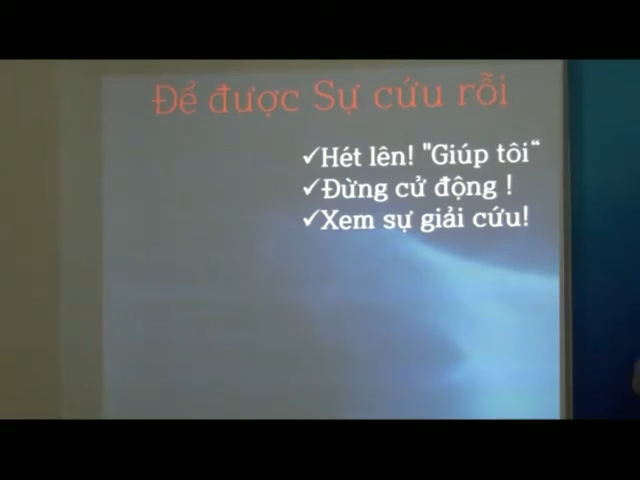 Để được Sự cứu rỗi
✓Hét lên! "Giúp tôi“
✓Đừng cử động !
✓Xem sự giải cứu!